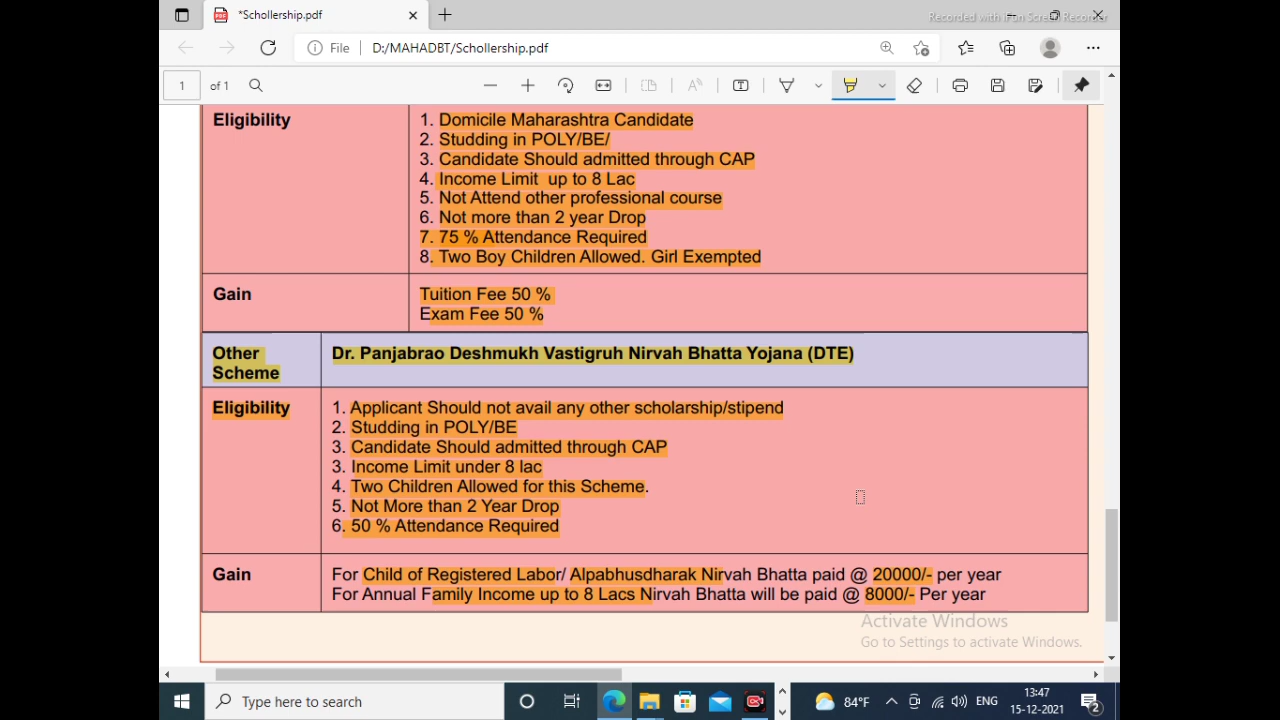 *Schollership.pdf
Recorded with iFun Screen Recorder
File
D:/MAHADBT/Schollership.pdf
1 of 1
Eligibility
1. Domicile Maharashtra Candidate
2. Studding in POLY/BE/
3. Candidate Should admitted through CAP
4. Income Limit up to 8 Lac
5. Not Attend other professional course
6. Not more than 2 year Drop
7. 75 % Attendance Required
8. Two Boy Children Allowed. Girl Exempted
Gain
Tuition Fee 50 %
Exam Fee 50 %
Other
Scheme
Dr. Panjabrao Deshmukh Vastigruh Nirvah Bhatta Yojana (DTE)
Eligibility
1. Applicant Should not avail any other scholarship/stipend
2. Studding in POLY/BE
3. Candidate Should admitted through CAP
3. Income Limit under 8 lac
4. Two Children Allowed for this Scheme.
5. Not More than 2 Year Drop
6. 50 % Attendance Required
Gain
For Child of Registered Labor/ Alpabhusdharak Nirvah Bhatta paid @ 20000/- per year
For Annual Family Income up to 8 Lacs Nirvah Bhatta will be paid @ 8000/- Per year
Activate Windows
Go to Settings to activate Windows.
Type here to search
84°F
ENG
13:47
15-12-2021
2